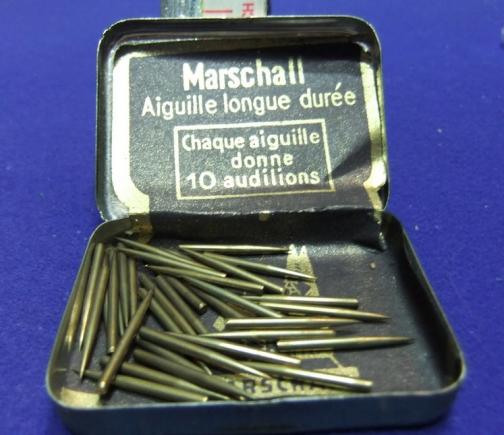 Marschall
Aiguille longue durée
Chaque aiguille
donne
10 auditions